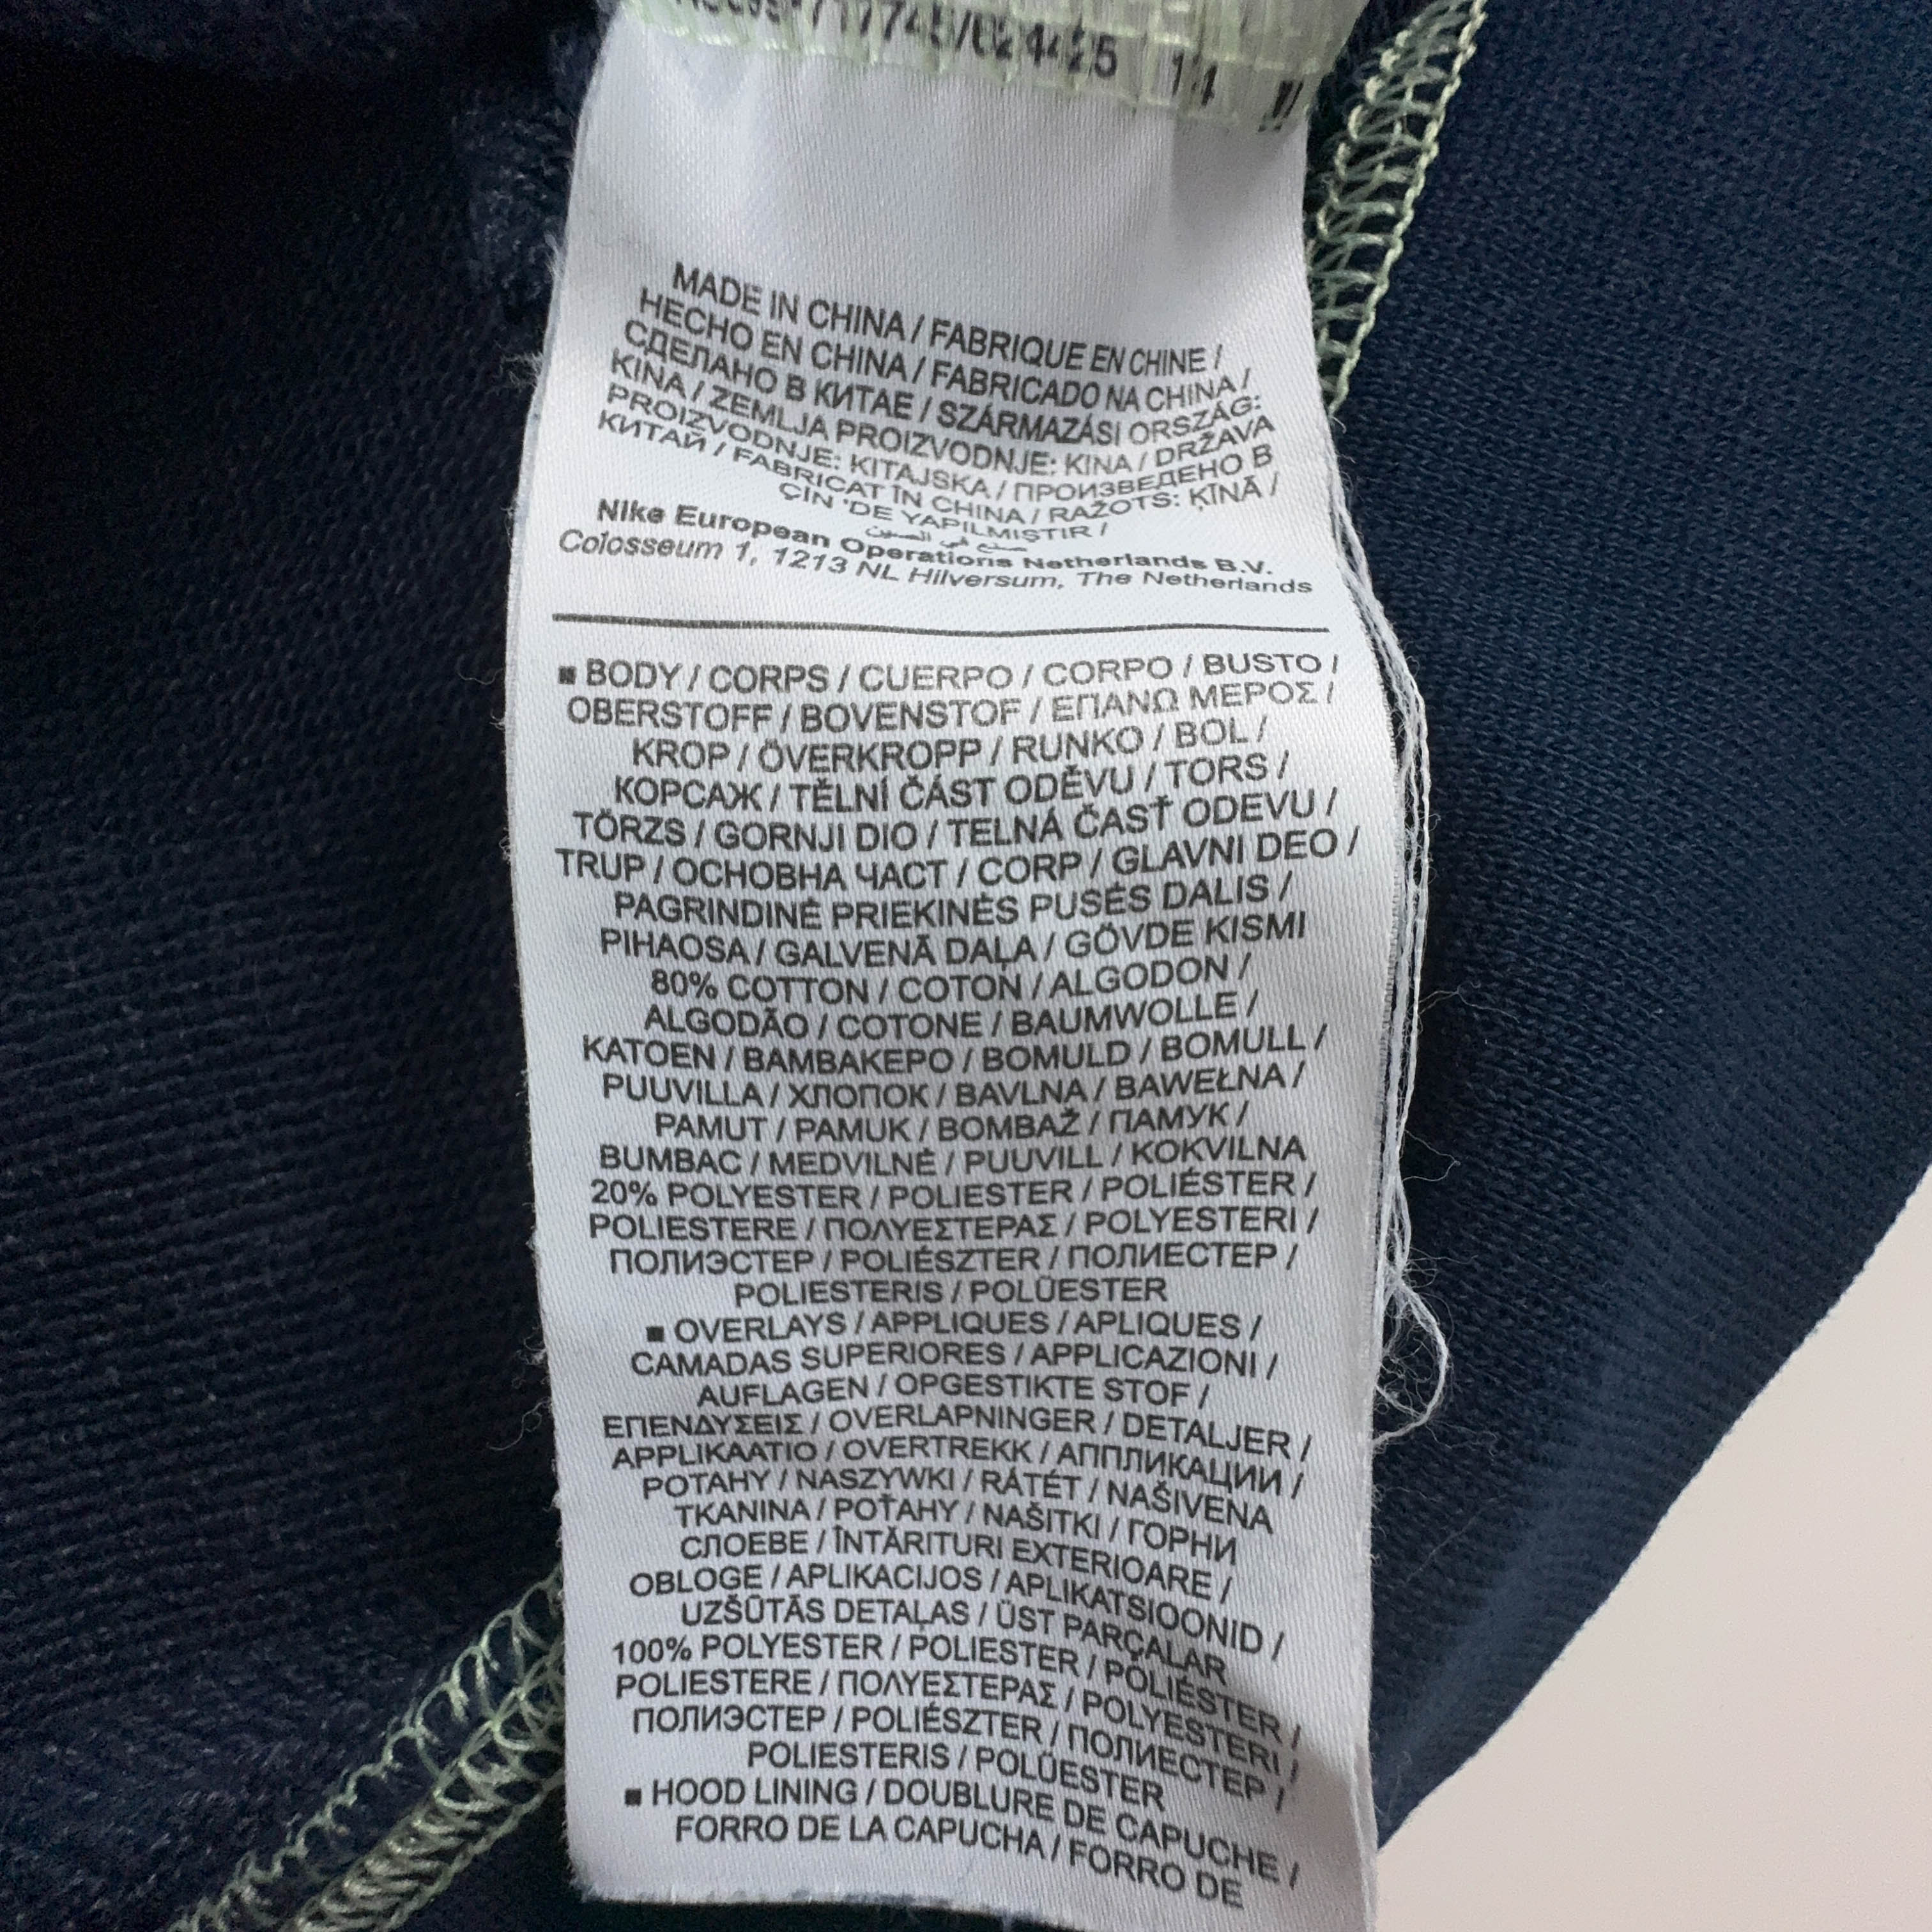 17745/024425 14
MADE IN CHINA / FABRIQUE EN CHINE /
HECHO EN CHINA / FABRICADO NA CHINA /
СДЕЛАНО В КИТАЕ / SZÁRMAZÁSI ORSZÁG:
KÍNA / ZEMLJA PROIZVODNJE: KINA / DRŽAVA
PROIZVODNJE: KITAJSKA / ПРОИЗВЕДЕНО В
КИТАЙ / FABRICAT ÎN CHINA / RAŽOTS: ĶĪNĀ /
ÇİN 'DE YAPILMIŞTIR /
صنع في الصين
Nike European Operations Netherlands B.V.
Colosseum 1, 1213 NL Hilversum, The Netherlands
■ BODY / CORPS / CUERPO / CORPO / BUSTO /
OBERSTOFF / BOVENSTOF / ΕΠΑΝΩ ΜΕΡΟΣ /
KROP / ÖVERKROPP / RUNKO / BOL /
КОРСАЖ / TĚLNÍ ČÁST ODĚVU / TORS /
TÖRZS / GORNJI DIO / TELNÁ ČASŤ ODEVU /
TRUP / ОСНОВНА ЧАСТ / CORP / GLAVNI DEO /
PAGRINDINĖ PRIEKINĖS PUSĖS DALIS /
PIHAOSA / GALVENĀ DAĻA / GÖVDE KISMI
80% COTTON / COTON / ALGODON /
ALGODÃO / COTONE / BAUMWOLLE /
KATOEN / ΒΑΜΒΑΚΕΡΟ / BOMULD / BOMULL /
PUUVILLA / ХЛОПОК / BAVLNA / BAWEŁNA /
PAMUT / PAMUK / BOMBAŽ / ПАМУК /
BUMBAC / MEDVILNĖ / PUUVILL / KOKVILNA
20% POLYESTER / POLIESTER / POLIÉSTER /
POLIESTERE / ΠΟΛΥΕΣΤΕΡΑΣ / POLYESTERI /
ПОЛИЭСТЕР / POLIÉSZTER / ПОЛИЕСТЕР /
POLIESTERIS / POLÜESTER
■ OVERLAYS / APPLIQUES / APLIQUES /
CAMADAS SUPERIORES / APPLICAZIONI /
AUFLAGEN / OPGESTIKTE STOF /
ΕΠΕΝΔΥΣΕΙΣ / OVERLAPNINGER / DETALJER /
APPLIKAATIO / OVERTREKK / АППЛИКАЦИИ /
POTAHY / NASZYWKI / RÁTÉT / NAŠIVENA
TKANINA / POŤAHY / NAŠITKI / ГОРНИ
СЛОЕВЕ / ÎNTĂRITURI EXTERIOARE /
OBLOGE / APLIKACIJOS / APLIKATSIOONID /
UZŠŪTĀS DETAĻAS / ÜST PARÇALAR
100% POLYESTER / POLIESTER / POLIÉSTER /
POLIESTERE / ΠΟΛΥΕΣΤΕΡΑΣ / POLYESTERI /
ПОЛИЭСТЕР / POLIÉSZTER / ПОЛИЕСТЕР /
POLIESTERIS / POLÜESTER
■ HOOD LINING / DOUBLURE DE CAPUCHE /
FORRO DE LA CAPUCHA / FORRO DE